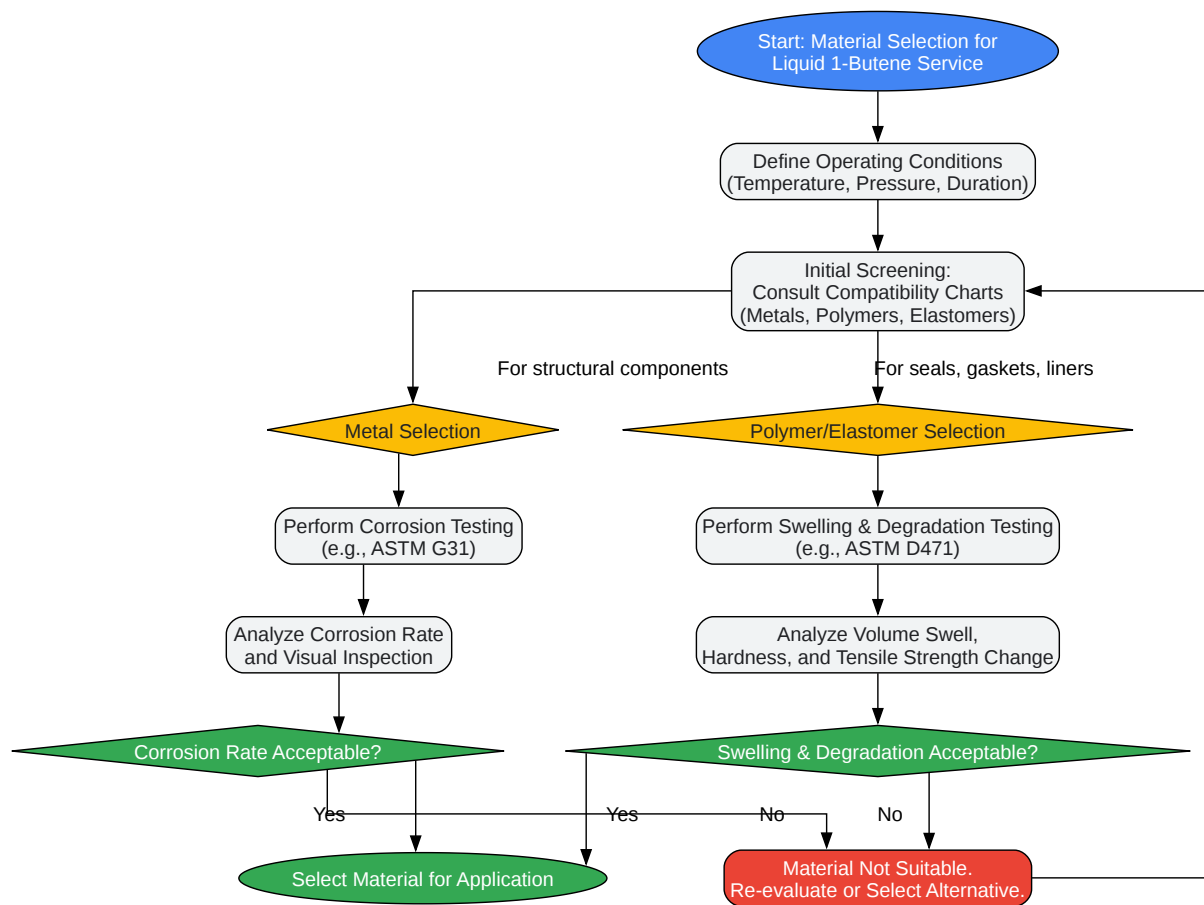 Start: Material Selection for
Liquid 1-Butene Service
Define Operating Conditions
(Temperature, Pressure, Duration)
Initial Screening:
Consult Compatibility Charts
(Metals, Polymers, Elastomers)
For structural components
For seals, gaskets, liners
Metal Selection
Polymer/Elastomer Selection
Perform Corrosion Testing
(e.g., ASTM G31)
Perform Swelling & Degradation Testing
(e.g., ASTM D471)
Analyze Corrosion Rate
and Visual Inspection
Analyze Volume Swell,
Hardness, and Tensile Strength Change
Corrosion Rate Acceptable?
Swelling & Degradation Acceptable?
Yes
Yes
No
No
Select Material for Application
Material Not Suitable.
Re-evaluate or Select Alternative.